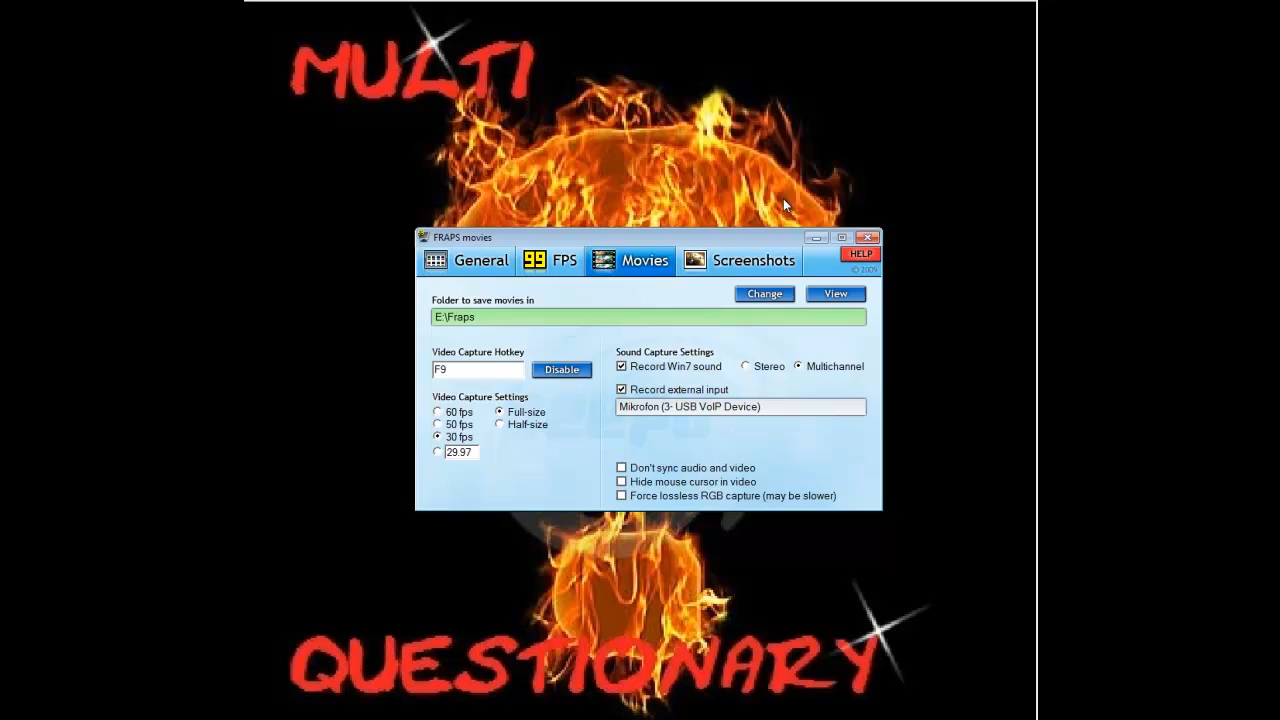 MULTI
FRAPS movies
General
99 FPS
Movies
Screenshots
HELP
© 2009
Folder to save movies in
Change
View
E:\Fraps
Video Capture Hotkey
F9
Disable
Video Capture Settings
60 fps
50 fps
30 fps
29.97
Full-size
Half-size
Sound Capture Settings
Record Win7 sound
Stereo
Multichannel
Record external input
Mikrofon (3- USB VoIP Device)
Don't sync audio and video
Hide mouse cursor in video
Force lossless RGB capture (may be slower)
QUESTIONARY